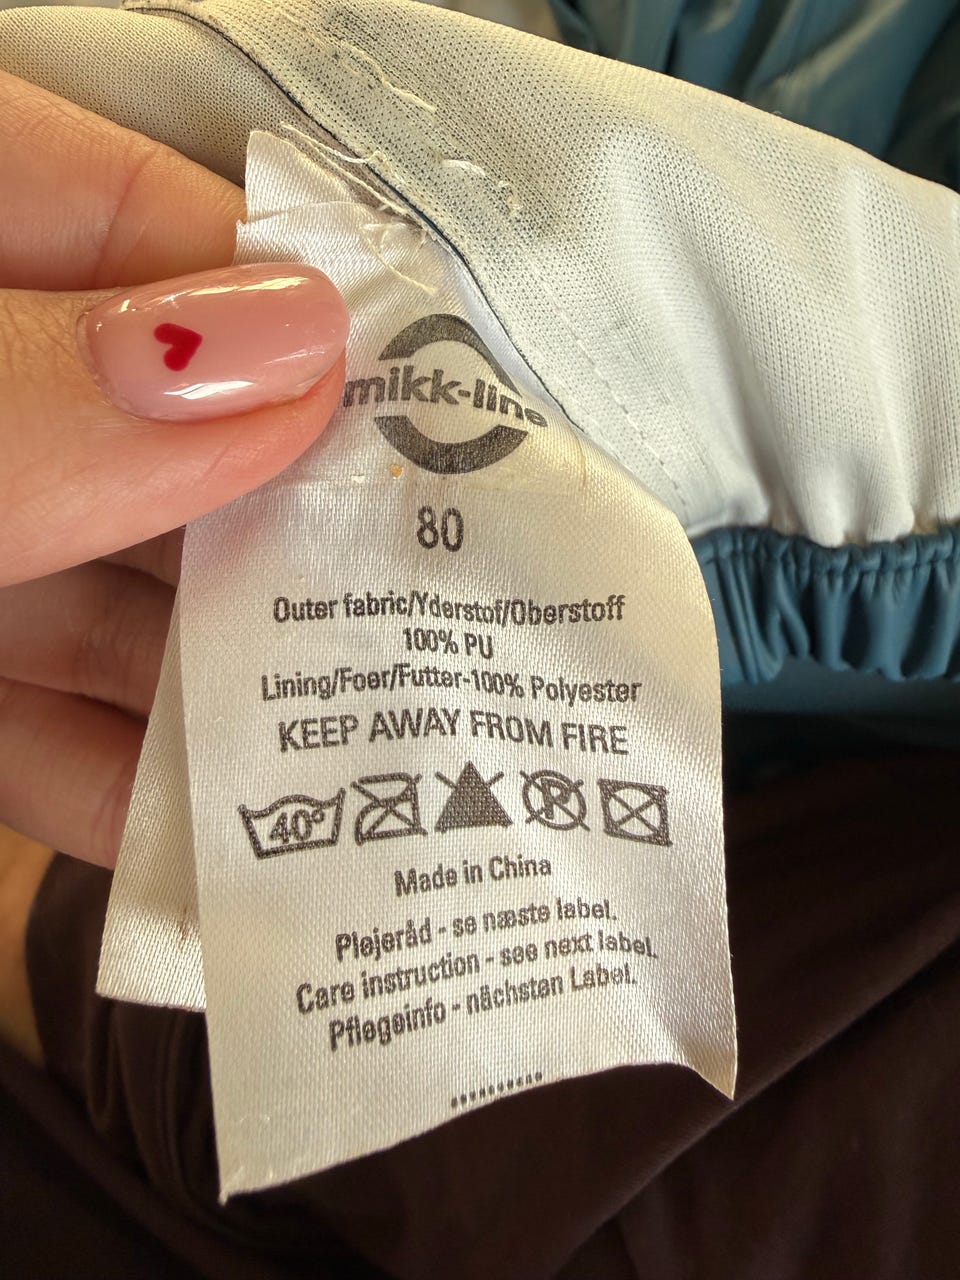 mikk-line
80
Outer fabric/Yderstof/Oberstoff
100% PU
Lining/Foer/Futter-100% Polyester
KEEP AWAY FROM FIRE
40°
P
Made in China
Plejeråd - se næste label.
Care instruction - see next label.
Pflegeinfo - nächsten Label.